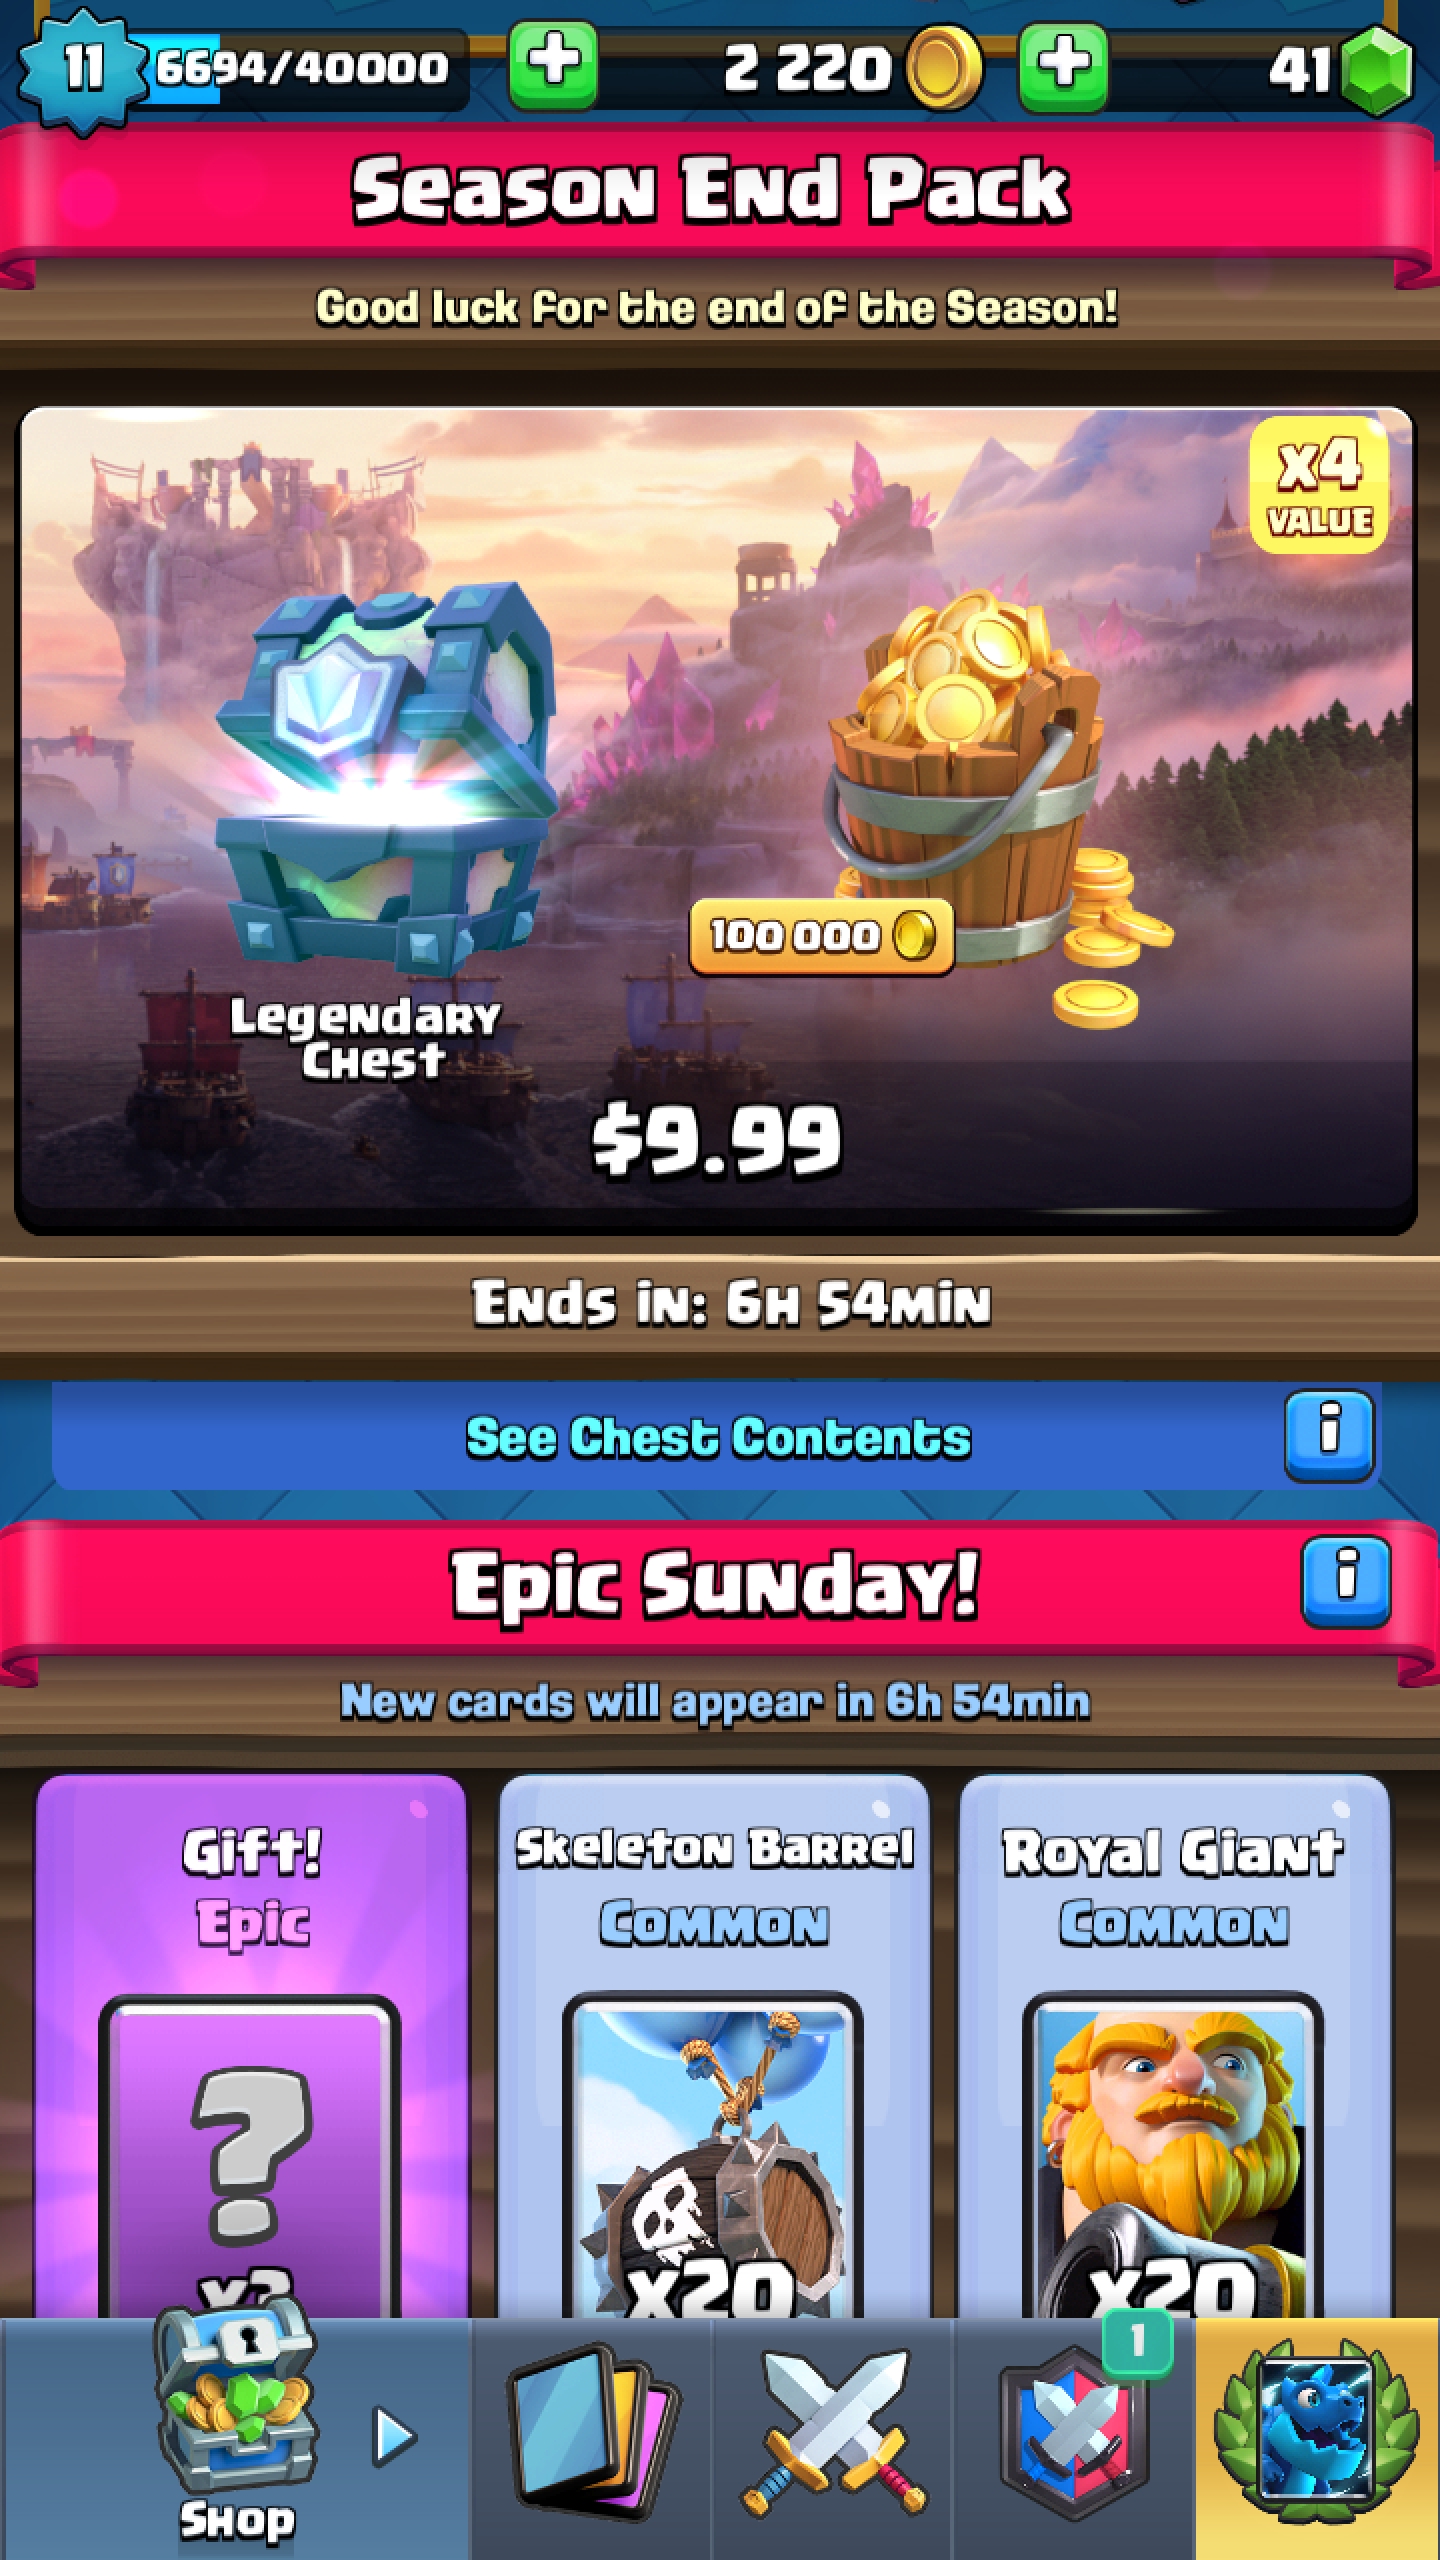 11
6694/40000
2 220
41
Season End Pack
Good luck for the end of the Season!
x4
VALUE
100 000
Legendary
Chest
$9.99
Ends in: 6h 54min
See Chest Contents
i
Epic Sunday!
i
New cards will appear in 6h 54min
Gift!
Epic
?
Skeleton Barrel
Common
x20
Royal Giant
Common
x20
1
Shop